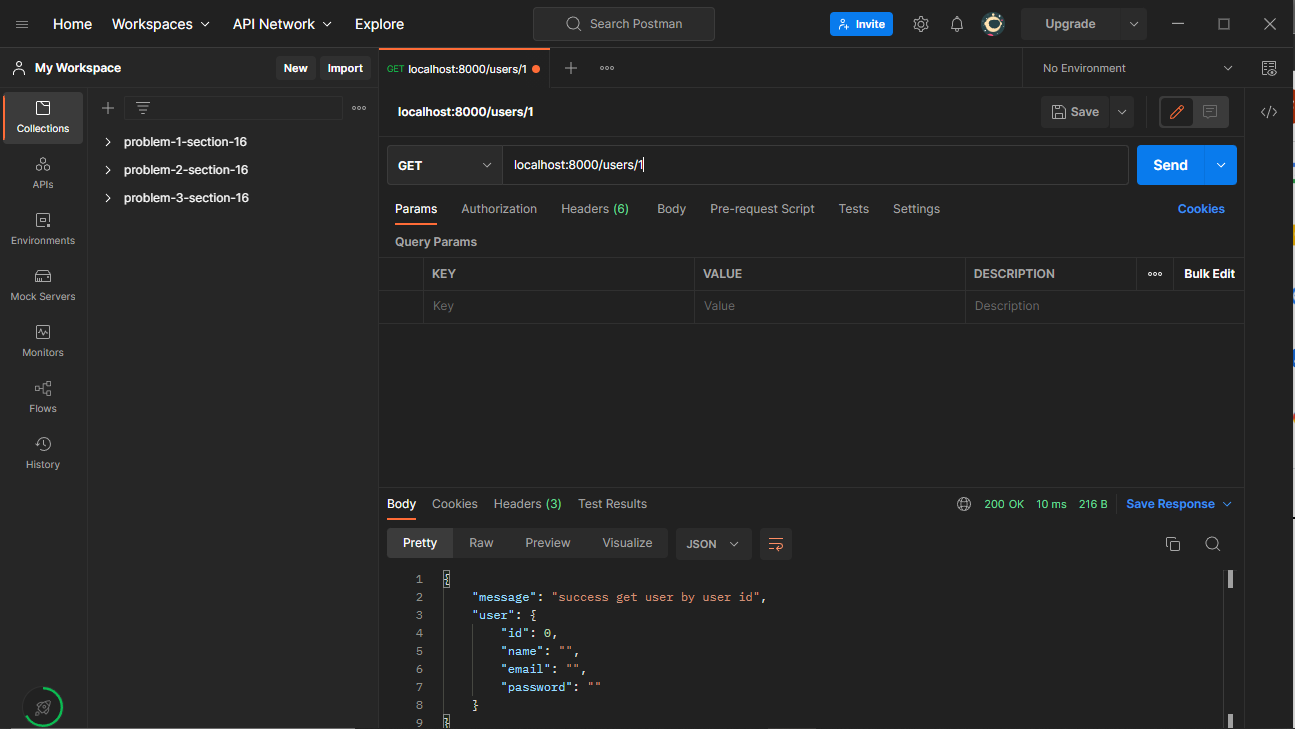 Home Workspaces API Network Explore Search Postman Invite Upgrade
My Workspace New Import GET localhost:8000/users/1 No Environment
Collections
APIs
Environments
Mock Servers
Monitors
Flows
History
problem-1-section-16
problem-2-section-16
problem-3-section-16
localhost:8000/users/1 Save
GET localhost:8000/users/1 Send
Params Authorization Headers (6) Body Pre-request Script Tests Settings Cookies
Query Params
KEY VALUE DESCRIPTION Bulk Edit
Key Value Description
Body Cookies Headers (3) Test Results 200 OK 10 ms 216 B Save Response
Pretty Raw Preview Visualize JSON
1 {
2 "message": "success get user by user id",
3 "user": {
4 "id": 0,
5 "name": "",
6 "email": "",
7 "password": ""
8 }
9 }